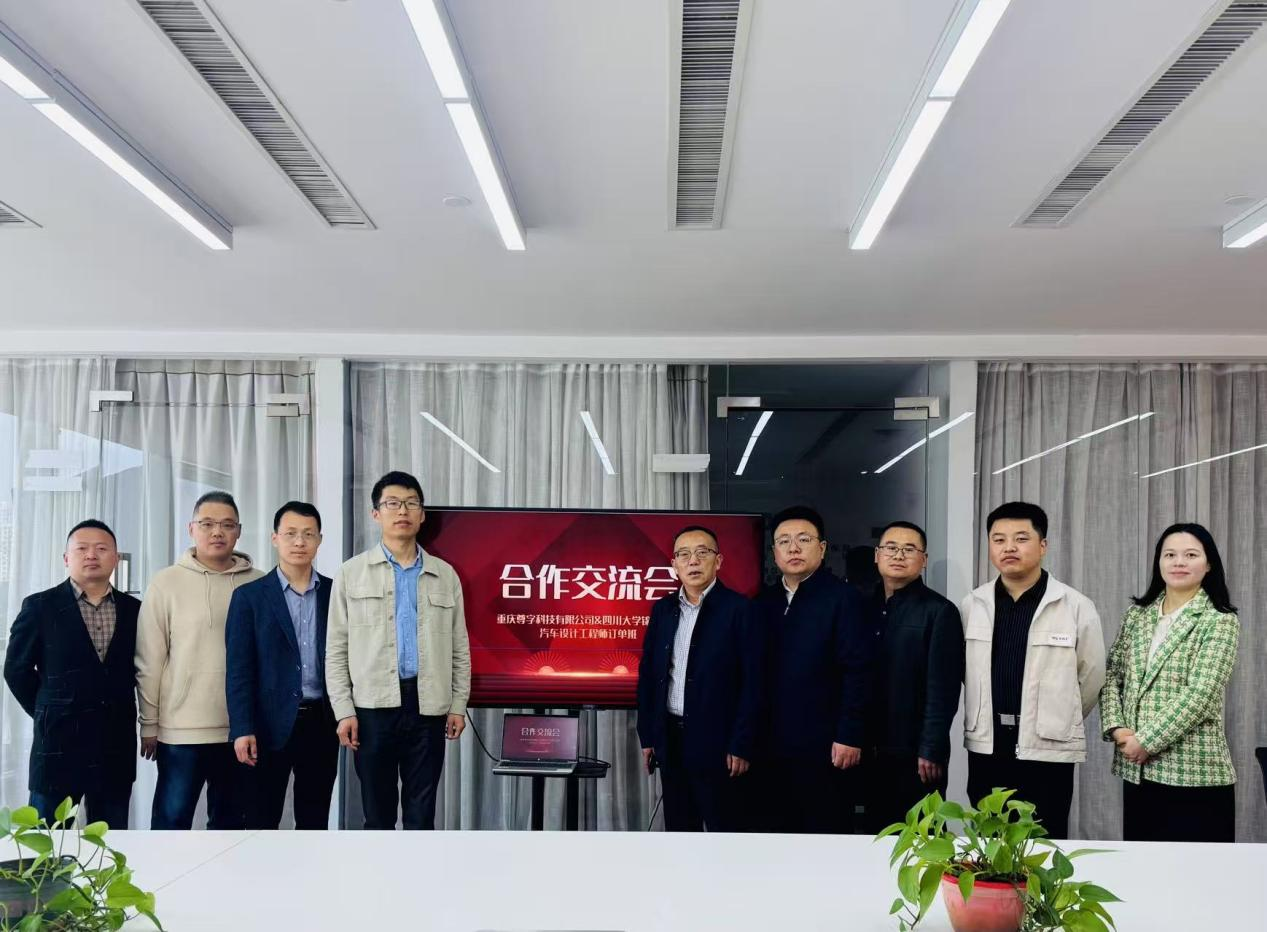 合作交流会
重庆尊字科技有限公司&四川大学锦
汽车设计工程师订单班
合作交流会